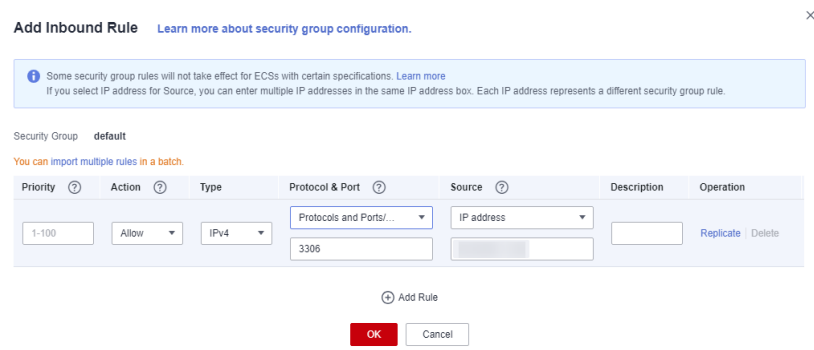 Add Inbound Rule Learn more about security group configuration.
Some security group rules will not take effect for ECSs with certain specifications. Learn more
If you select IP address for Source, you can enter multiple IP addresses in the same IP address box. Each IP address represents a different security group rule.
Security Group default
You can import multiple rules in a batch.
Priority ? Action ? Type Protocol & Port ? Source ? Description Operation
Protocols and Ports/... IP address
1-100 Allow IPv4 Replicate Delete
3306
Add Rule
OK Cancel